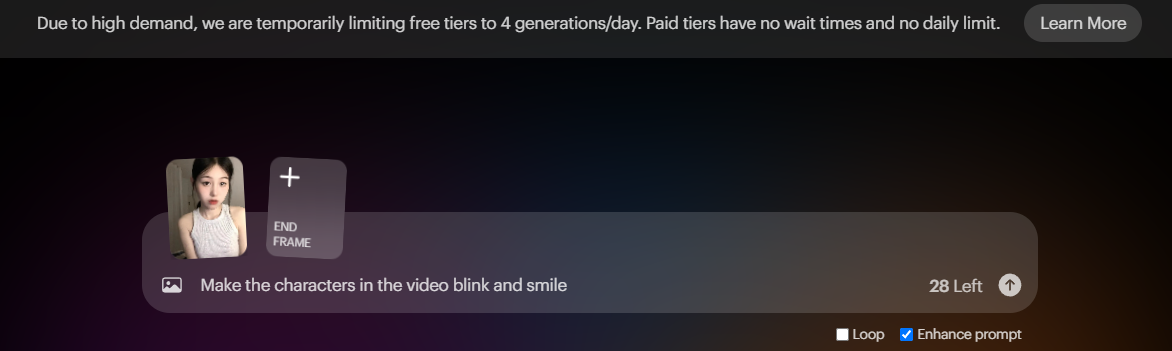 Due to high demand, we are temporarily limiting free tiers to 4 generations/day. Paid tiers have no wait times and no daily limit.
Learn More
END
FRAME
Make the characters in the video blink and smile
28 Left
Loop
Enhance prompt